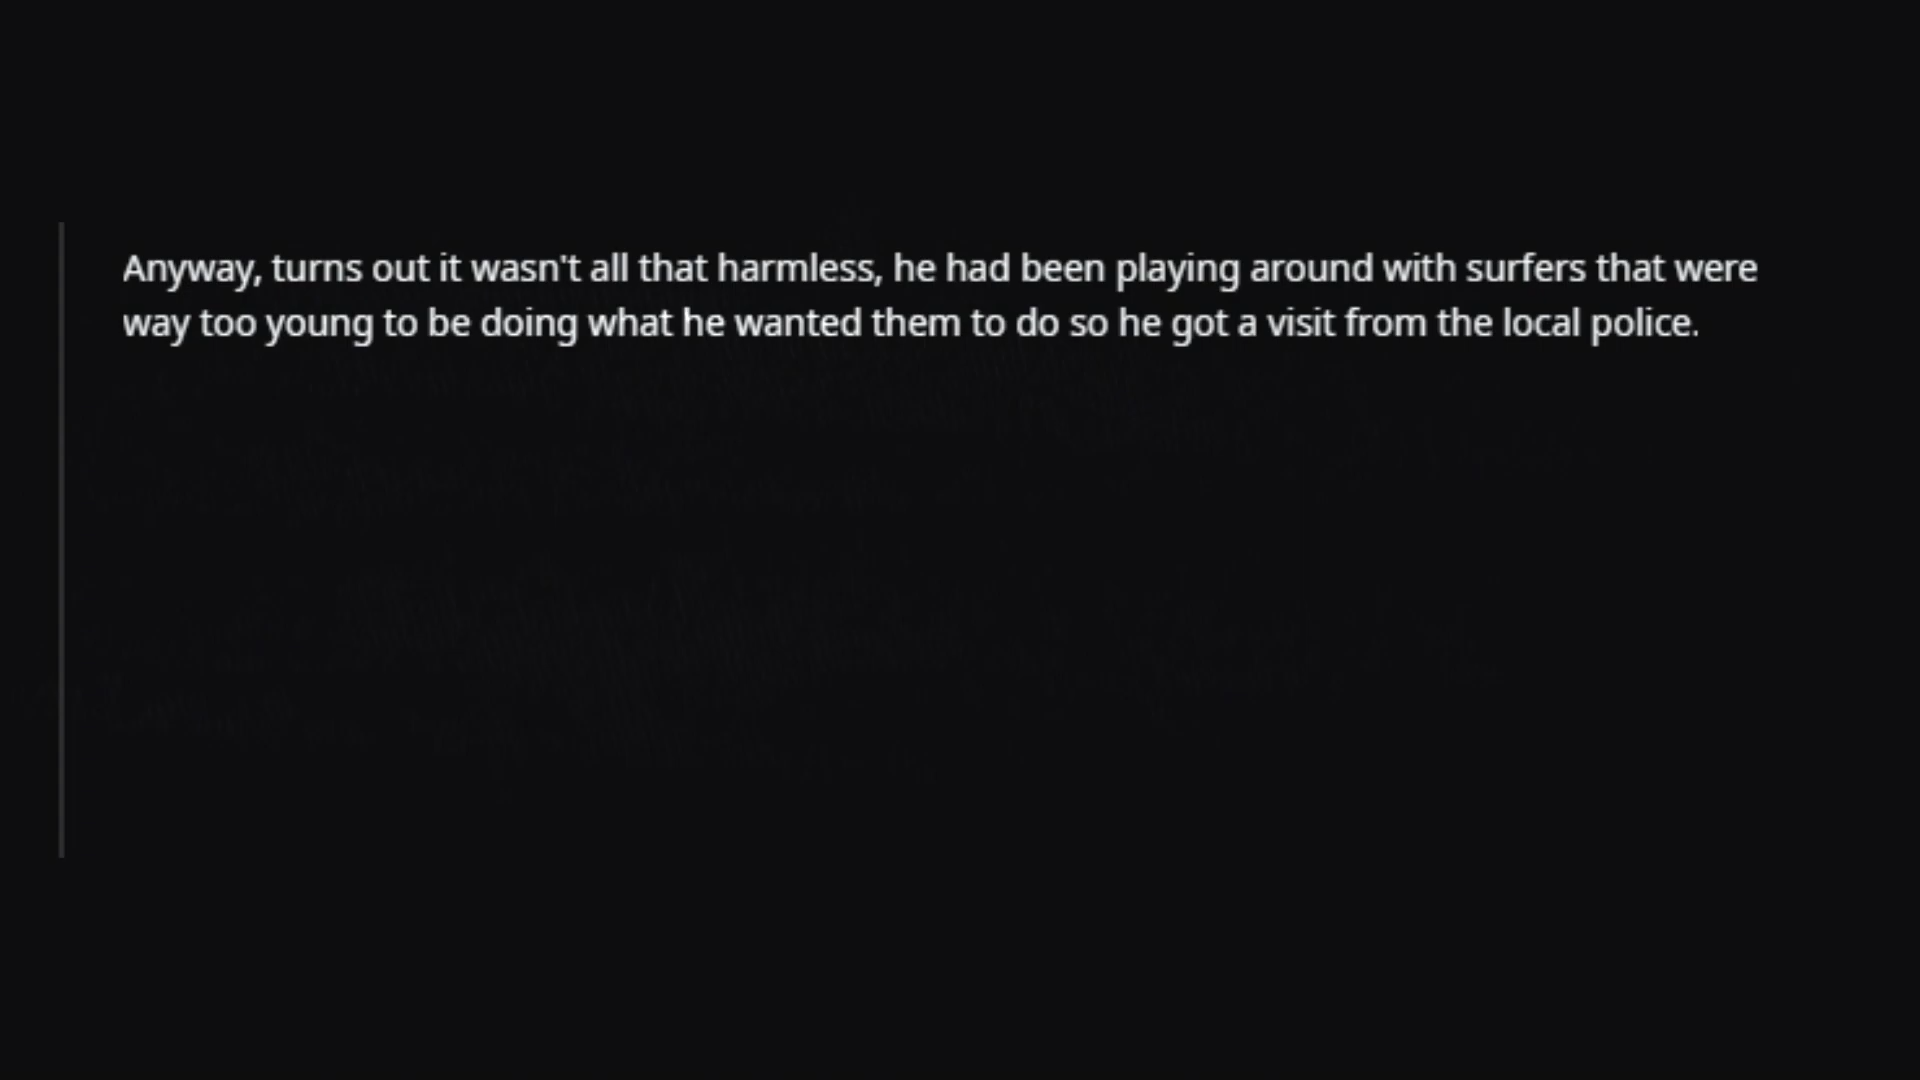 Anyway, turns out it wasn't all that harmless, he had been playing around with surfers that were
way too young to be doing what he wanted them to do so he got a visit from the local police.